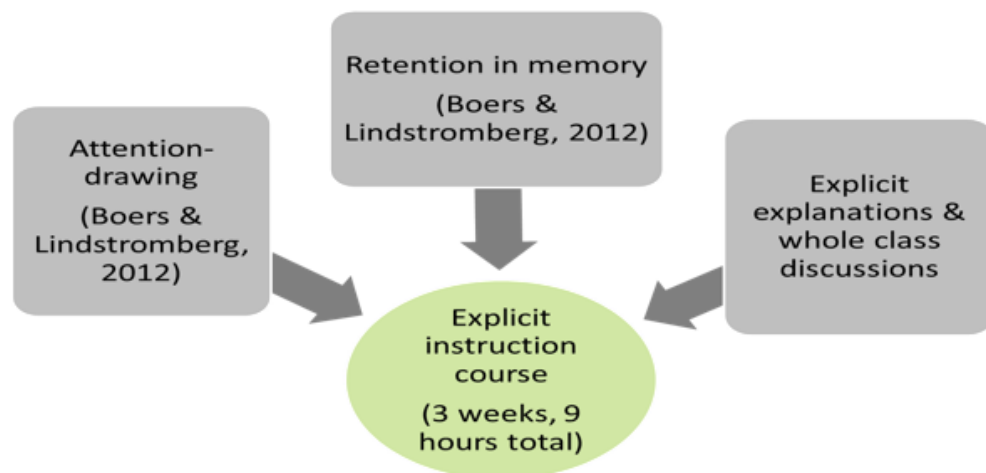 Attention-
drawing
(Boers &
Lindstromberg,
2012)
Retention in memory
(Boers &
Lindstromberg, 2012)
Explicit
explanations &
whole class
discussions
Explicit
instruction
course
(3 weeks, 9
hours total)